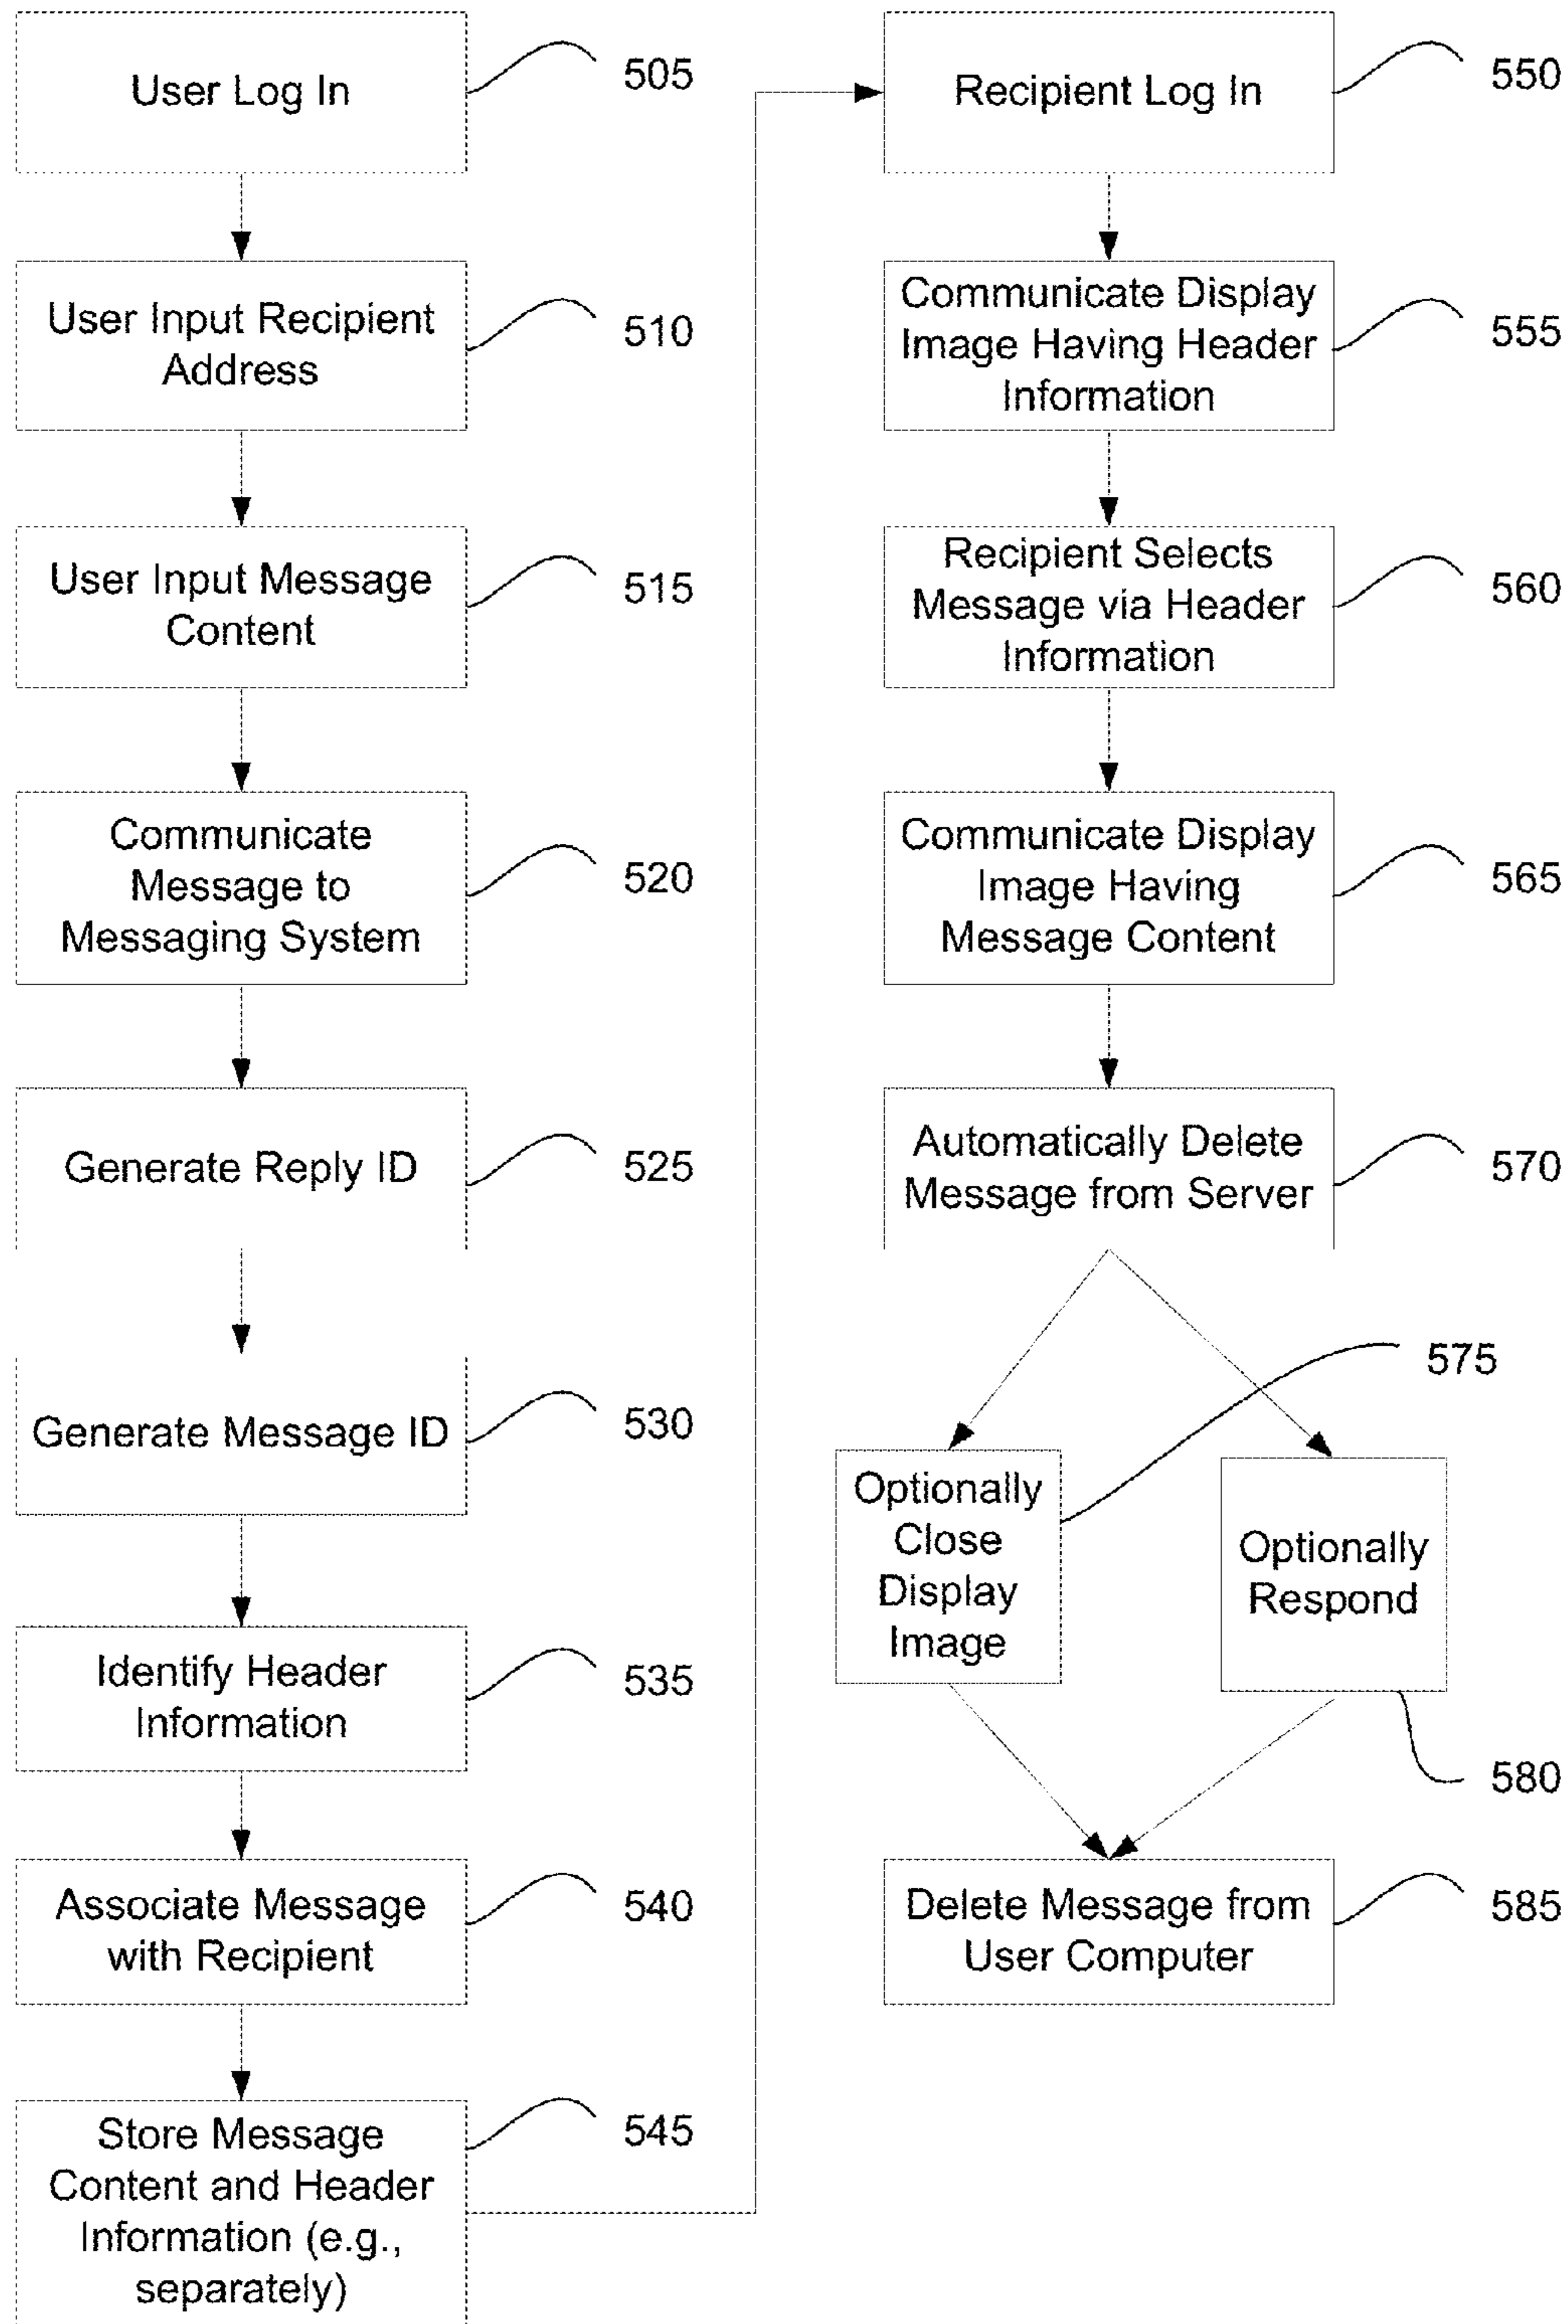 User Log In
505
User Input Recipient
Address
510
User Input Message
Content
515
Communicate
Message to
Messaging System
520
Generate Reply ID
525
Generate Message ID
530
Identify Header
Information
535
Associate Message
with Recipient
540
Store Message
Content and Header
Information (e.g.,
separately)
545
Recipient Log In
550
Communicate Display
Image Having Header
Information
555
Recipient Selects
Message via Header
Information
560
Communicate Display
Image Having
Message Content
565
Automatically Delete
Message from Server
570
Optionally
Close
Display
Image
575
Optionally
Respond
580
Delete Message from
User Computer
585